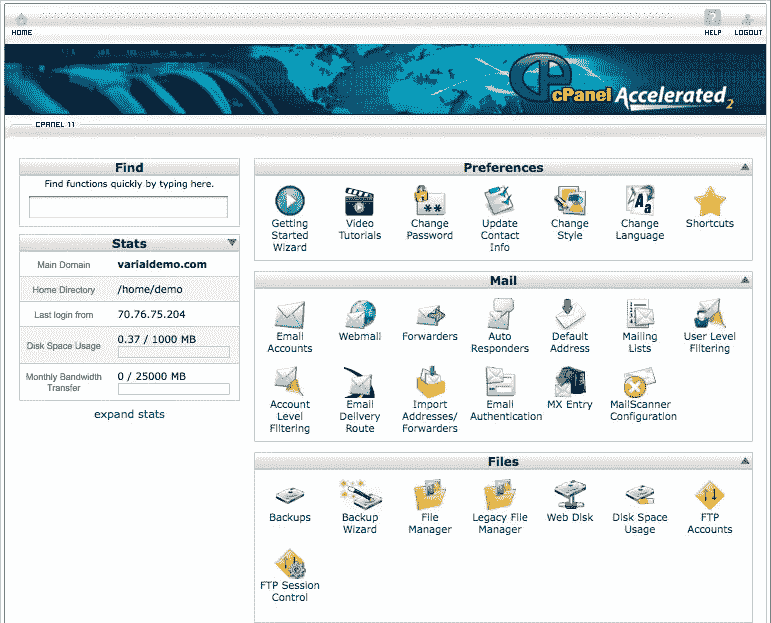 HOME
HELP
LOGOUT
cPanel Accelerated2
CPANEL 11
Find
Find functions quickly by typing here.
Stats
Main Domain
varialdemo.com
Home Directory
/home/demo
Last login from
70.76.75.204
Disk Space Usage
0.37 / 1000 MB
Monthly Bandwidth
Transfer
0 / 25000 MB
expand stats
Preferences
Getting
Started
Wizard
Video
Tutorials
Change
Password
Update
Contact
Info
Change
Style
Change
Language
Shortcuts
Mail
Email
Accounts
Webmail
Forwarders
Auto
Responders
Default
Address
Mailing
Lists
User Level
Filtering
Account
Level
Filtering
Email
Delivery
Route
Import
Addresses/
Forwarders
Email
Authentication
MX Entry
MailScanner
Configuration
Files
Backups
Backup
Wizard
File
Manager
Legacy File
Manager
Web Disk
Disk Space
Usage
FTP
Accounts
FTP Session
Control